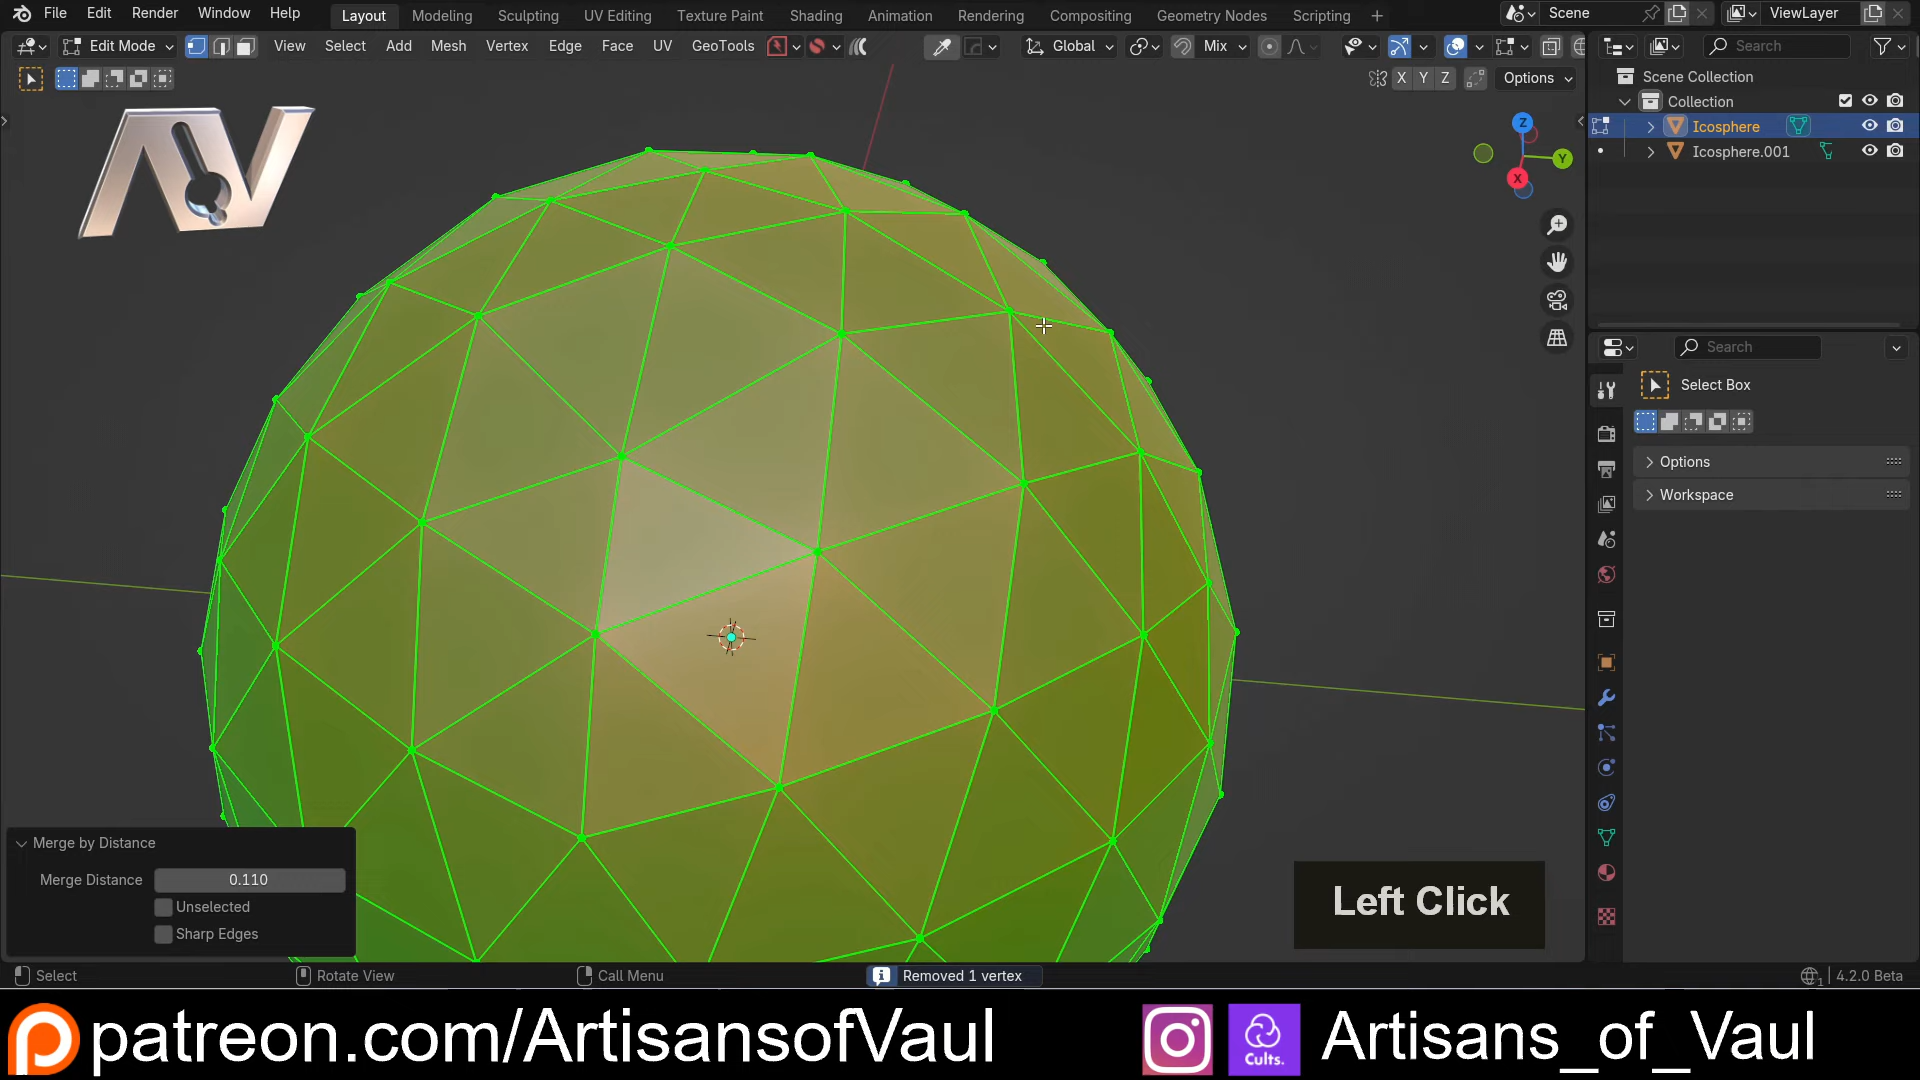 File Edit Render Window Help Layout Modeling Sculpting UV Editing Texture Paint Shading Animation Rendering Compositing Geometry Nodes Scripting + Scene ViewLayer
Edit Mode View Select Add Mesh Vertex Edge Face UV GeoTools Global Mix Search
X Y Z Options Scene Collection
Collection
Icosphere
Icosphere.001
AV
Z
Y
X
Search
Select Box
Options
Workspace
Merge by Distance
Merge Distance 0.110
Unselected
Sharp Edges
Left Click
Select Rotate View Call Menu Removed 1 vertex 4.2.0 Beta
patreon.com/ArtisansofVaul Cults. Artisans_of_Vaul